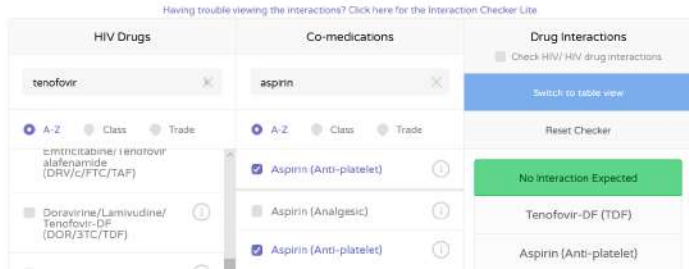 Having trouble viewing the interactions? Click here for the Interaction Checker Lite
HIV Drugs
tenofovir
A-Z Class Trade
Emtricitabine/Tenofovir
alafenamide
(DRV/c/FTC/TAF)
Doravirine/Lamivudine/
Tenofovir-DF
(DOR/3TC/TDF)
Co-medications
aspirin
A-Z Class Trade
Aspirin (Anti-platelet)
Aspirin (Analgesic)
Aspirin (Anti-platelet)
Drug Interactions
Check HIV/ HIV drug interactions
Switch to table view
Reset Checker
No Interaction Expected
Tenofovir-DF (TDF)
Aspirin (Anti-platelet)